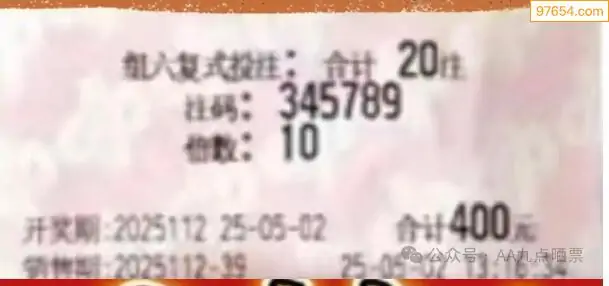 97654.com
组六复式投注: 合计 20注
注码: 345789
倍数: 10
开奖期:2025112 25-05-02 合计400元
公众号·AA九点晒票
销售期:2025112-39 25-05-02 13:16:34